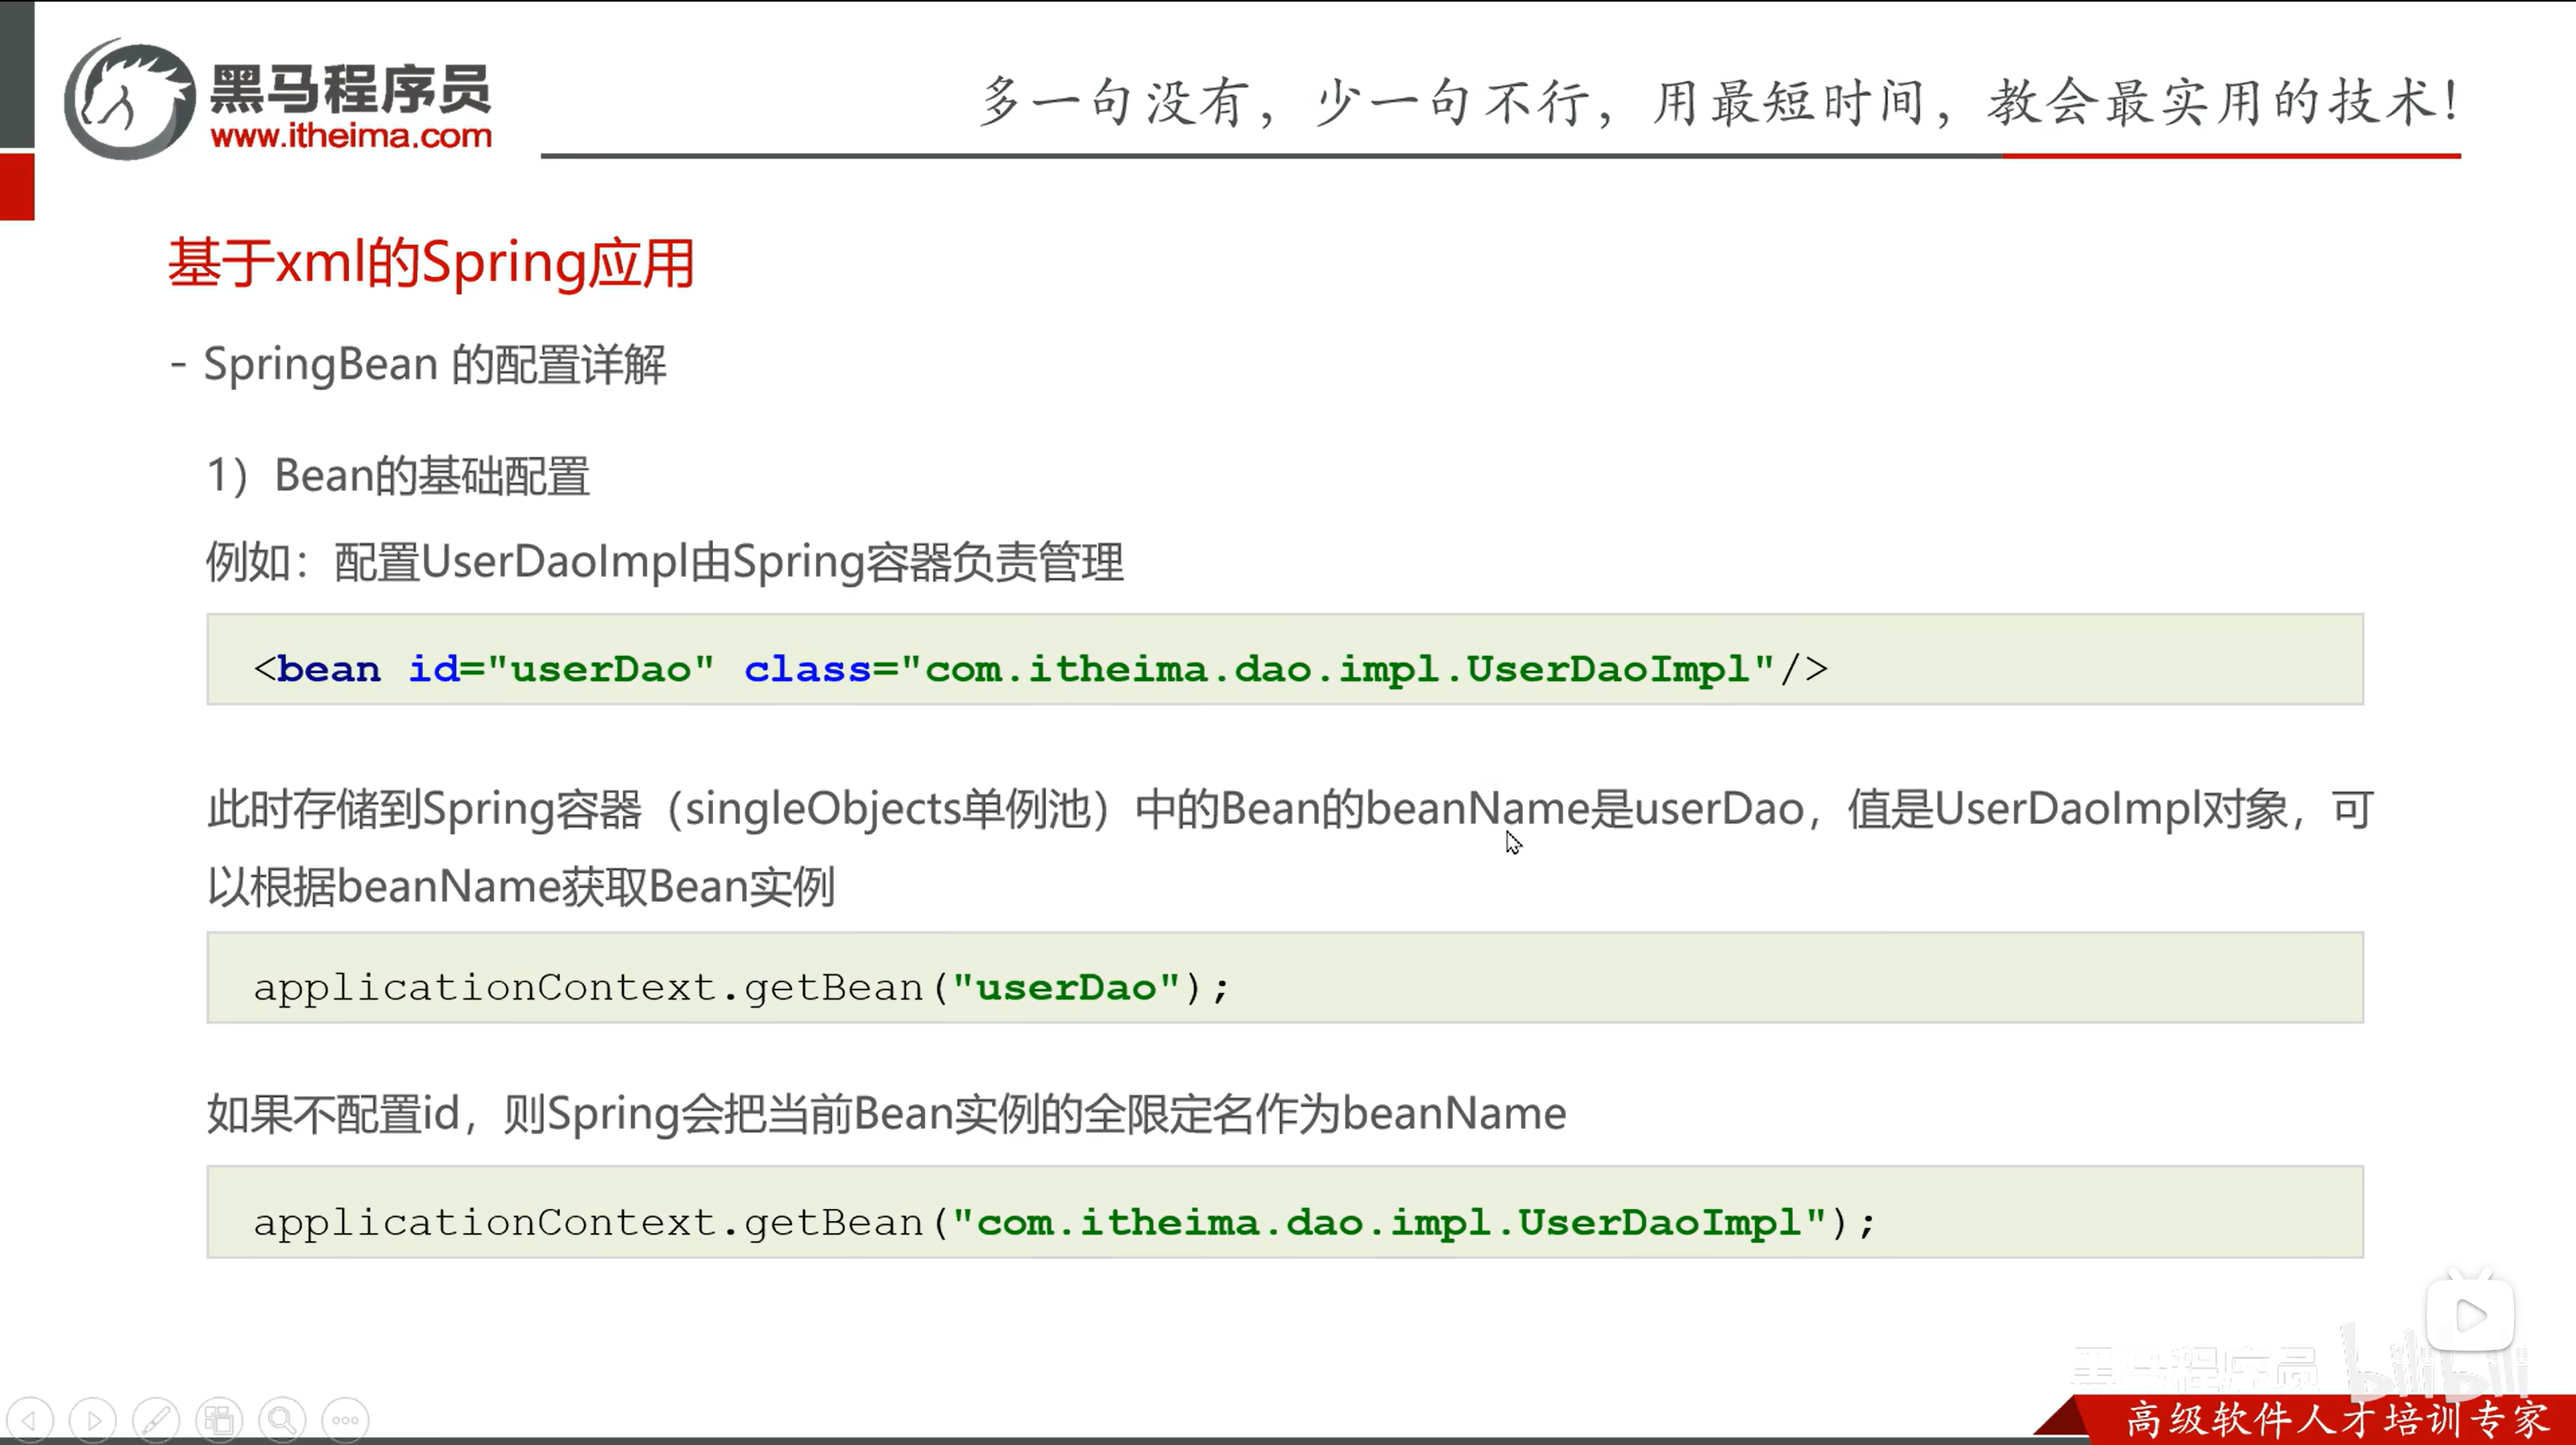 黑马程序员
www.itheima.com
多一句没有，少一句不行，用最短时间，教会最实用的技术！
基于xml的Spring应用
- SpringBean 的配置详解
1）Bean的基础配置
例如：配置UserDaoImpl由Spring容器负责管理
<bean id="userDao" class="com.itheima.dao.impl.UserDaoImpl"/>
此时存储到Spring容器（singleObjects单例池）中的Bean的beanName是userDao，值是UserDaoImpl对象，可
以根据beanName获取Bean实例
applicationContext.getBean("userDao");
如果不配置id，则Spring会把当前Bean实例的全限定名作为beanName
applicationContext.getBean("com.itheima.dao.impl.UserDaoImpl");
黑马程序员 bilibili
高级软件人才培训专家